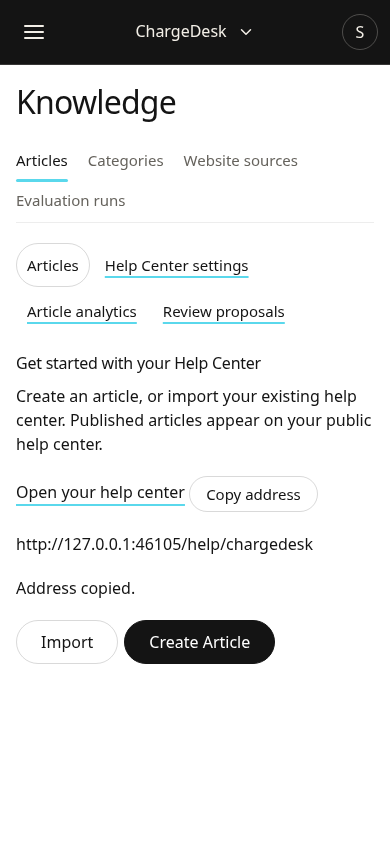 ChargeDesk
S
Knowledge
Articles Categories Website sources
Evaluation runs
Articles Help Center settings
Article analytics Review proposals
Get started with your Help Center
Create an article, or import your existing help
center. Published articles appear on your public
help center.
Open your help center Copy address
http://127.0.0.1:46105/help/chargedesk
Address copied.
Import Create Article